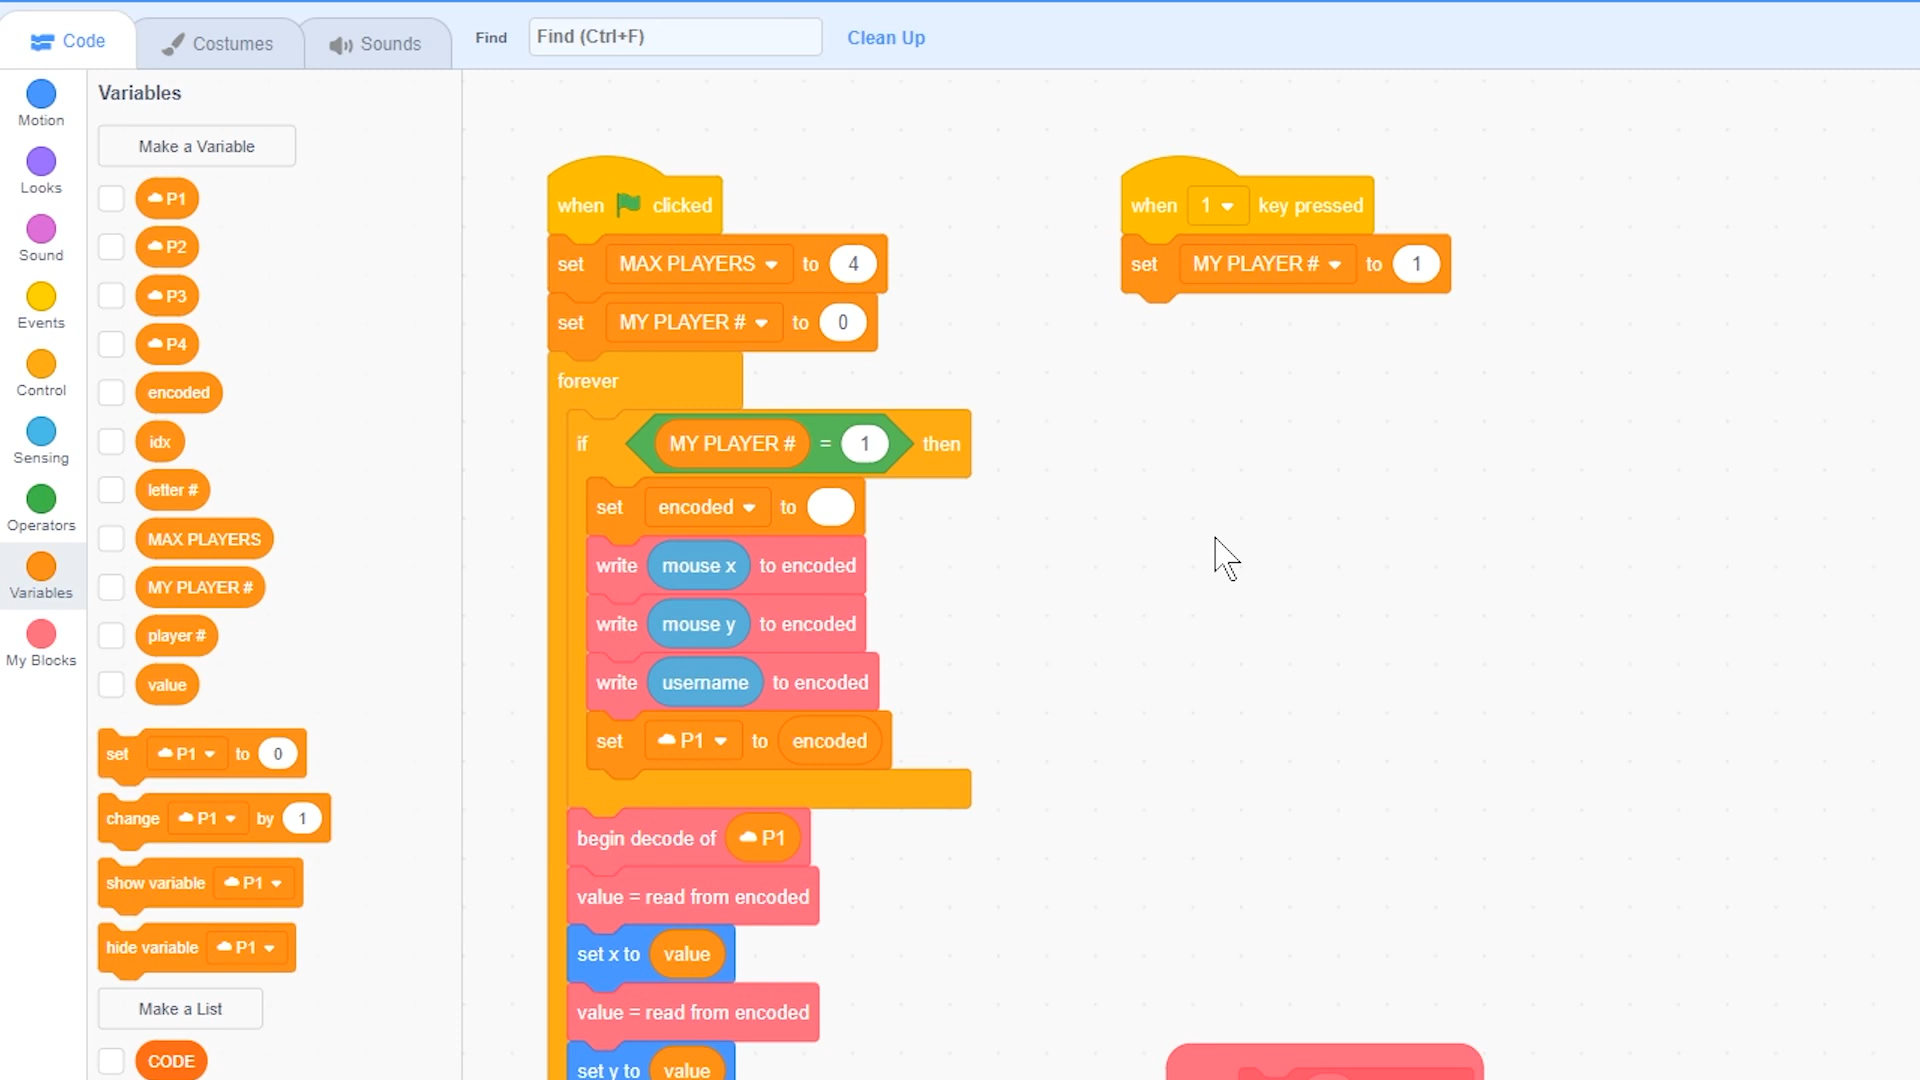 Code
Costumes
Sounds
Find
Find (Ctrl+F)
Clean Up
Motion
Looks
Sound
Events
Control
Sensing
Operators
Variables
My Blocks
Variables
Make a Variable
P1
P2
P3
P4
encoded
idx
letter #
MAX PLAYERS
MY PLAYER #
player #
value
set P1 to 0
change P1 by 1
show variable P1
hide variable P1
Make a List
CODE
when clicked
set MAX PLAYERS to 4
set MY PLAYER # to 0
forever
if MY PLAYER # = 1 then
set encoded to
write mouse x to encoded
write mouse y to encoded
write username to encoded
set P1 to encoded
begin decode of P1
value = read from encoded
set x to value
value = read from encoded
set y to value
when 1 key pressed
set MY PLAYER # to 1